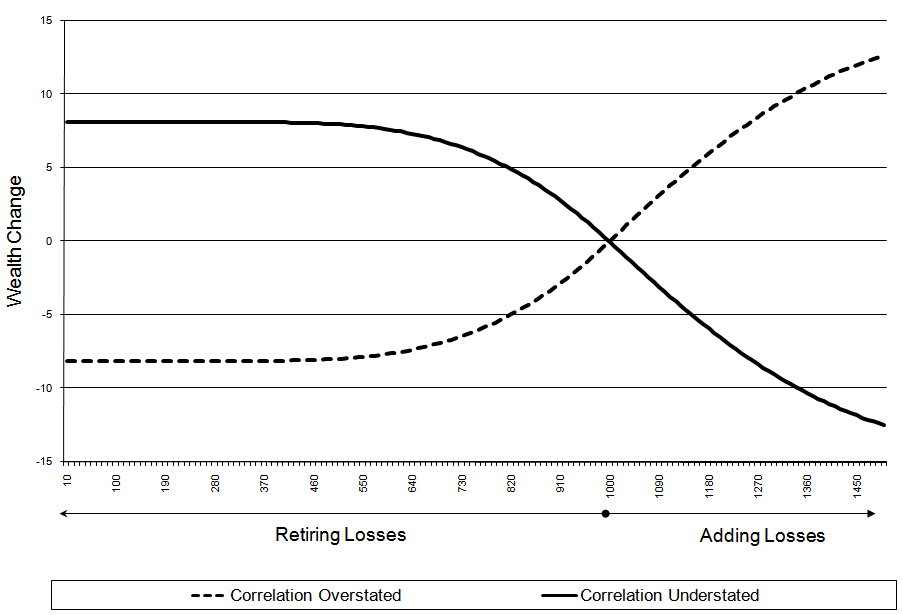 15
10
5
0
-5
-10
-15
Wealth Change
10 100 190 280 370 460 550 640 730 820 910 1000 1090 1180 1270 1360 1450
Retiring Losses Adding Losses
Correlation Overstated Correlation Understated